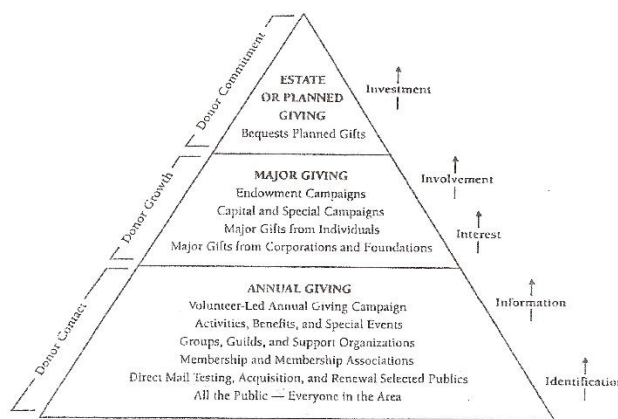 Donor Commitment
ESTATE
OR PLANNED
GIVING
Bequests Planned Gifts
Investment
Donor Growth
MAJOR GIVING
Endowment Campaigns
Capital and Special Campaigns
Major Gifts from Individuals
Major Gifts from Corporations and Foundations
Involvement
Interest
Donor Contact
ANNUAL GIVING
Volunteer-Led Annual Giving Campaign
Activities, Benefits, and Special Events
Groups, Guilds, and Support Organizations
Membership and Membership Associations
Direct Mail Testing, Acquisition, and Renewal Selected Publics
All the Public — Everyone in the Area
Information
Identification